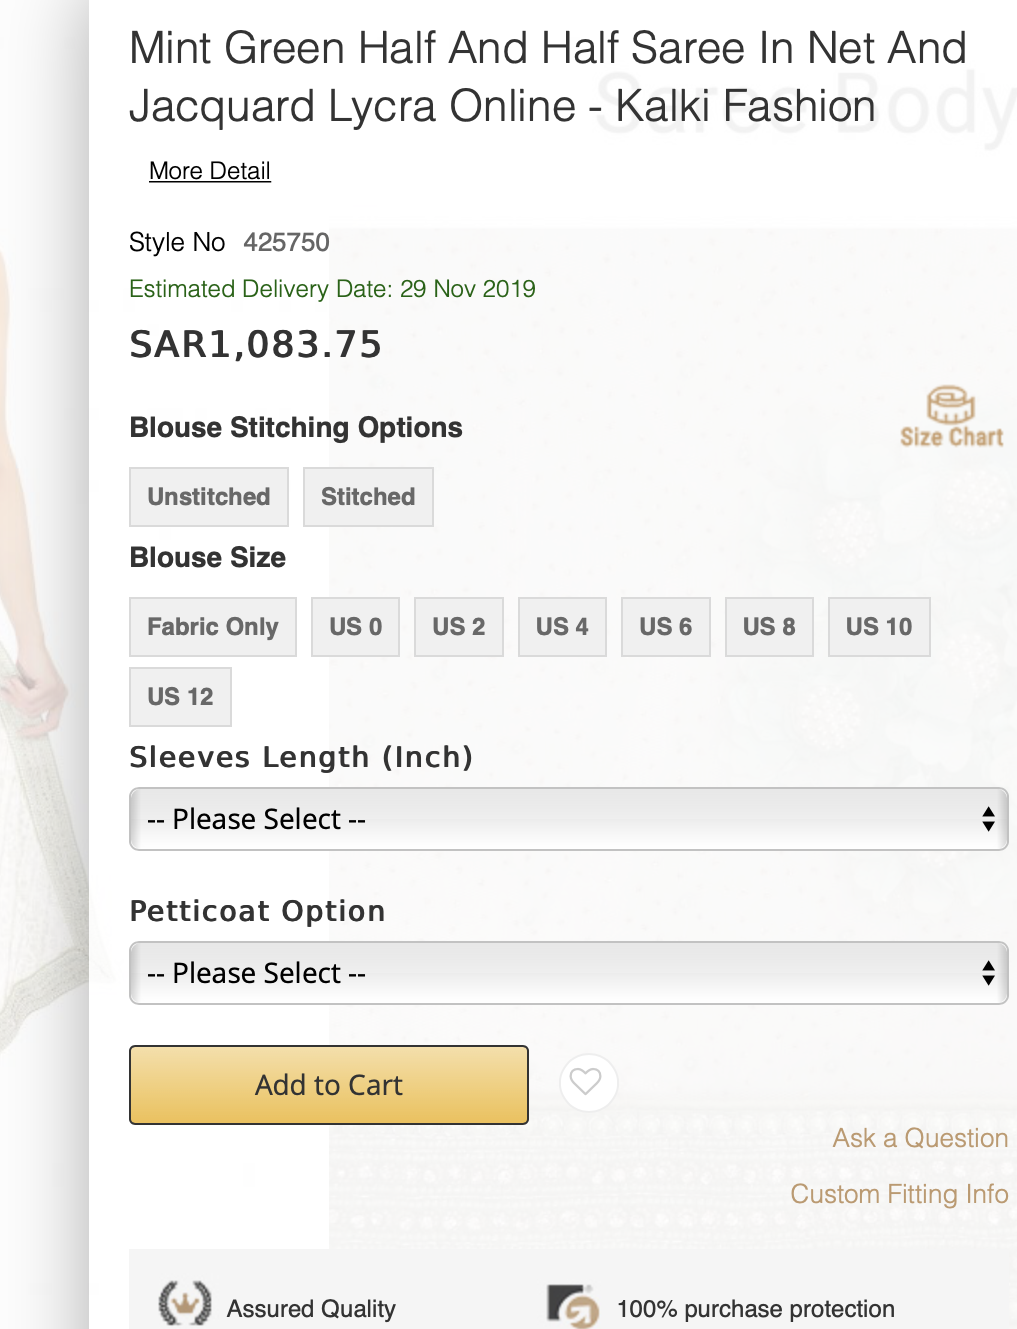 Mint Green Half And Half Saree In Net And
Jacquard Lycra Online - Kalki Fashion
Saree Body
More Detail
Style No 425750
Estimated Delivery Date: 29 Nov 2019
SAR1,083.75
Blouse Stitching Options
Size Chart
Unstitched Stitched
Blouse Size
Fabric Only US 0 US 2 US 4 US 6 US 8 US 10
US 12
Sleeves Length (Inch)
-- Please Select --
Petticoat Option
-- Please Select --
Add to Cart
Ask a Question
Custom Fitting Info
Assured Quality 100% purchase protection